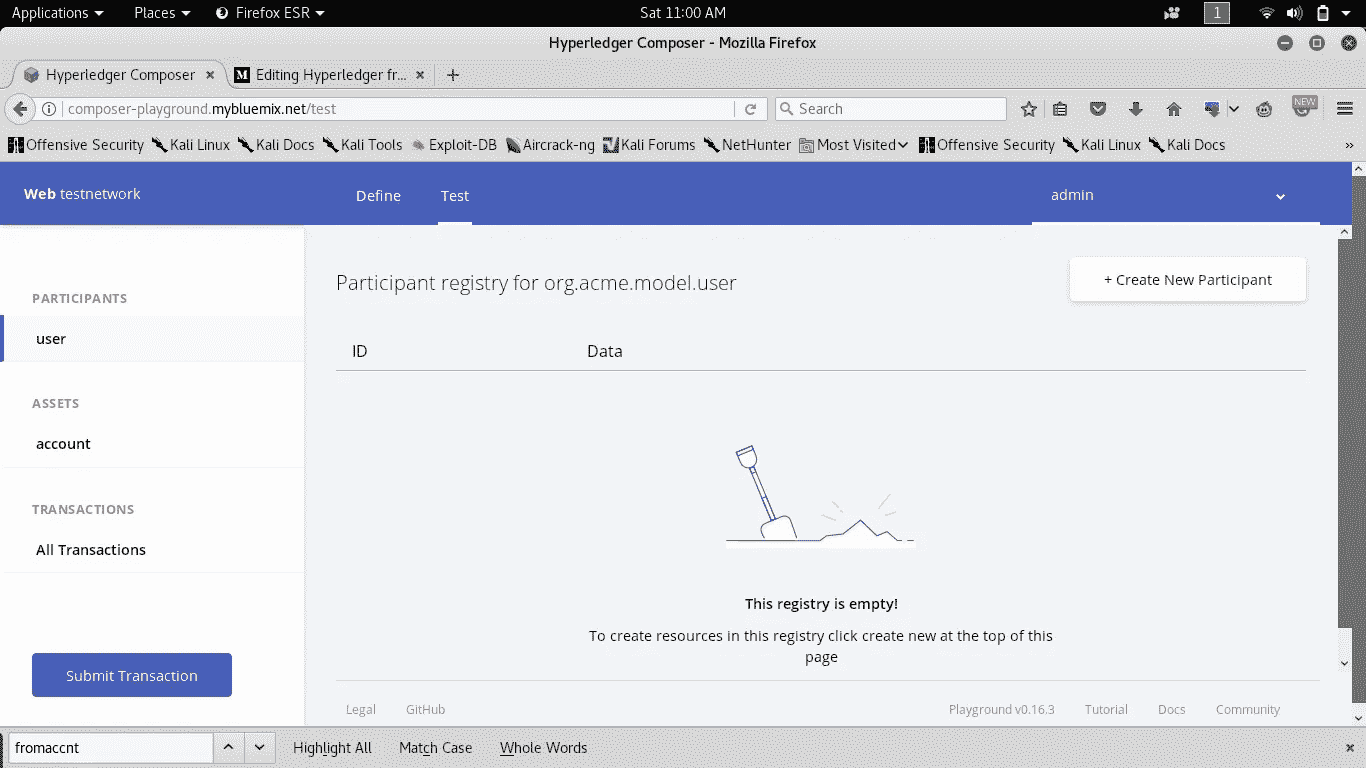 Applications Places Firefox ESR Sat 11:00 AM 1
Hyperledger Composer - Mozilla Firefox
Hyperledger Composer × M Editing Hyperledger fr... × +
composer-playground.mybluemix.net/test Search NEW
Offensive Security Kali Linux Kali Docs Kali Tools Exploit-DB Aircrack-ng Kali Forums NetHunter Most Visited Offensive Security Kali Linux Kali Docs »
Web testnetwork Define Test admin
Participant registry for org.acme.model.user + Create New Participant
PARTICIPANTS
user
ID Data
ASSETS
account
TRANSACTIONS
All Transactions
This registry is empty!
To create resources in this registry click create new at the top of this
page
Submit Transaction
Legal GitHub Playground v0.16.3 Tutorial Docs Community
fromaccnt Highlight All Match Case Whole Words ×